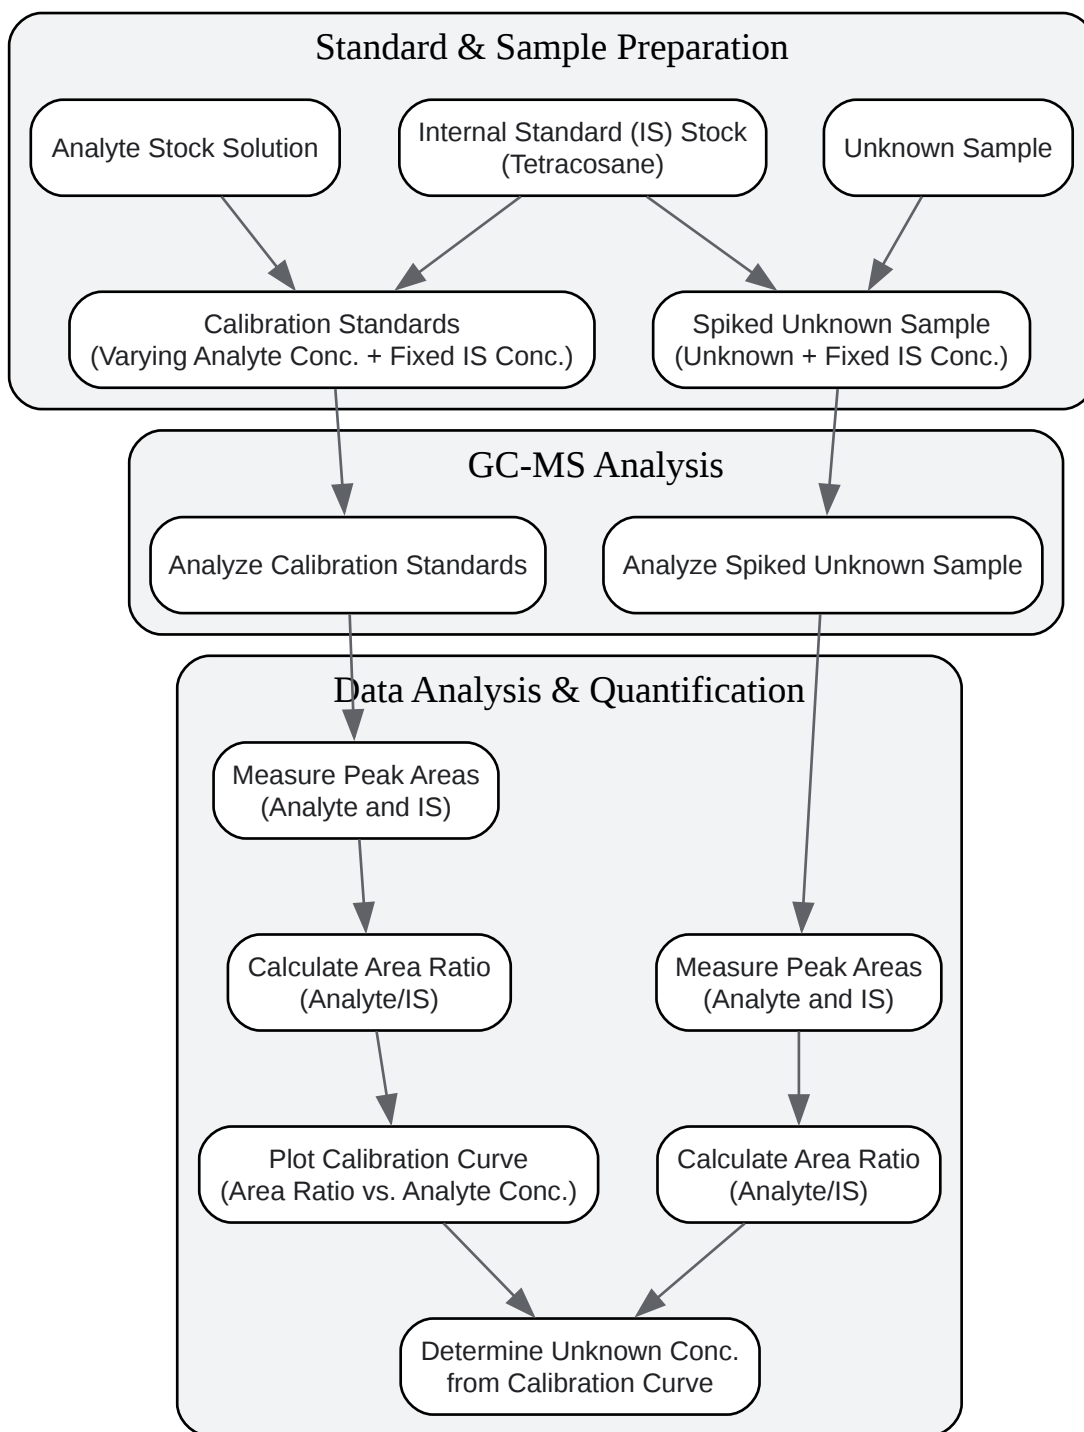 Standard & Sample Preparation
Analyte Stock Solution
Internal Standard (IS) Stock
(Tetracosane)
Unknown Sample
Calibration Standards
(Varying Analyte Conc. + Fixed IS Conc.)
Spiked Unknown Sample
(Unknown + Fixed IS Conc.)
GC-MS Analysis
Analyze Calibration Standards
Analyze Spiked Unknown Sample
Data Analysis & Quantification
Measure Peak Areas
(Analyte and IS)
Calculate Area Ratio
(Analyte/IS)
Measure Peak Areas
(Analyte and IS)
Plot Calibration Curve
(Area Ratio vs. Analyte Conc.)
Calculate Area Ratio
(Analyte/IS)
Determine Unknown Conc.
from Calibration Curve